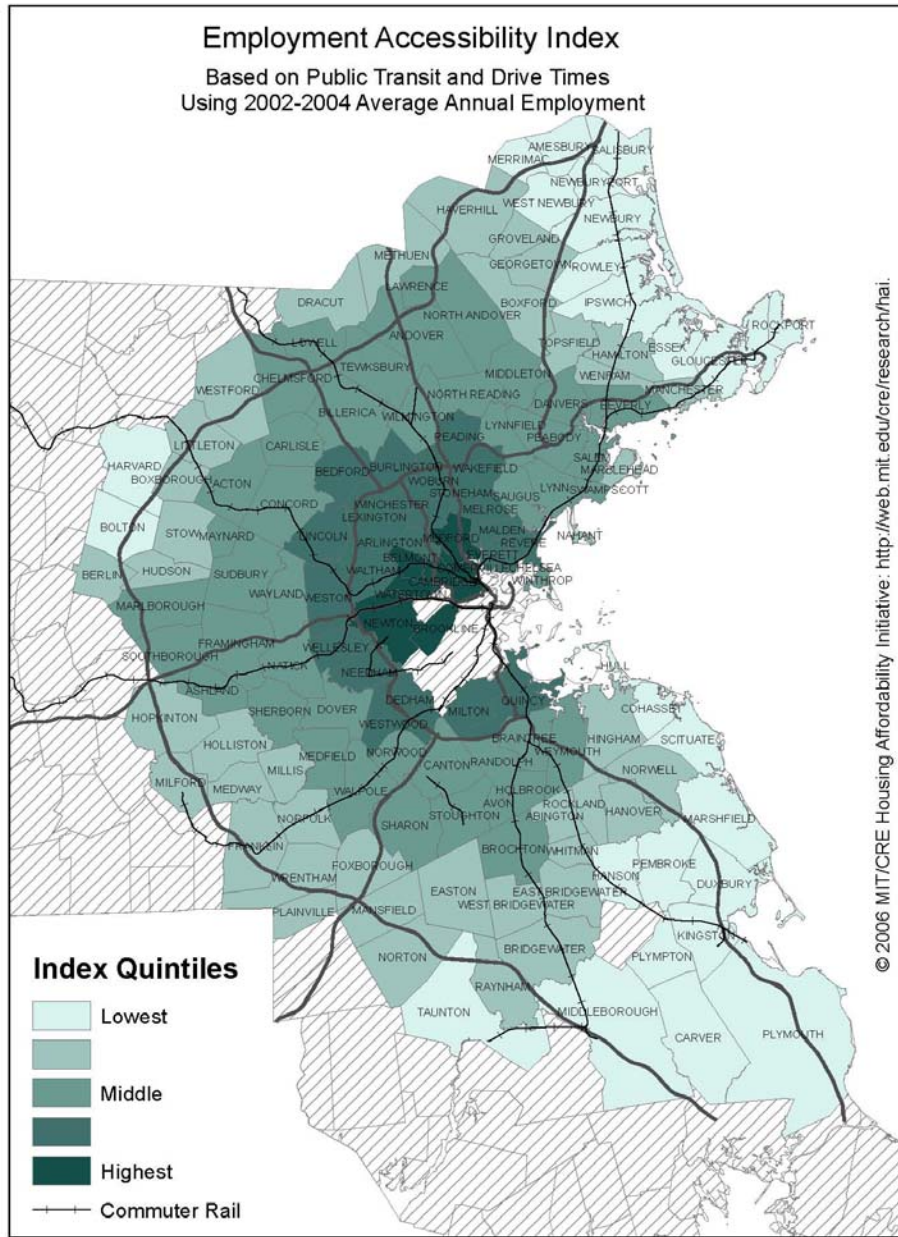 Employment Accessibility Index
Based on Public Transit and Drive Times
Using 2002-2004 Average Annual Employment
AMESBURY
SALISBURY
MERRIMAC
NEWBURYPORT
WEST NEWBURY
HAVERHILL
NEWBURY
GROVELAND
METHUEN
GEORGETOWN
ROWLEY
LAWRENCE
DRACUT
NORTH ANDOVER
BOXFORD
IPSWICH
ROCKPORT
ANDOVER
TOPSFIELD
ESSEX
LOWELL
HAMILTON
GLOUCESTER
TEWKSBURY
MIDDLETON
WENHAM
CHELMSFORD
WESTFORD
NORTH READING
MANCHESTER
DANVERS
BEVERLY
BILLERICA
WILMINGTON
LYNNFIELD
PEABODY
READING
LITTLETON
CARLISLE
SALEM
HARVARD
BOXBOROUGH
ACTON
BEDFORD
BURLINGTON
WAKEFIELD
MARBLEHEAD
WOBURN
CONCORD
STONEHAM
SAUGUS
LYNN
SWAMPSCOTT
WINCHESTER
MELROSE
BOLTON
STOW
MAYNARD
LEXINGTON
LINCOLN
MALDEN
NAHANT
ARLINGTON
MEDFORD
REVERE
BERLIN
HUDSON
SUDBURY
BELMONT
EVERETT
WALTHAM
SOMERVILLE
CHELSEA
CAMBRIDGE
WINTHROP
WAYLAND
WESTON
WATERTOWN
MARLBOROUGH
NEWTON
BROOKLINE
FRAMINGHAM
WELLESLEY
SOUTHBOROUGH
NATICK
NEEDHAM
HULL
ASHLAND
DEDHAM
QUINCY
COHASSET
SHERBORN
DOVER
MILTON
HOPKINTON
WESTWOOD
HINGHAM
SCITUATE
HOLLISTON
BRAINTREE
WEYMOUTH
MEDFIELD
NORWOOD
CANTON
RANDOLPH
NORWELL
MILLIS
MILFORD
MEDWAY
WALPOLE
HOLBROOK
AVON
ROCKLAND
HANOVER
NORFOLK
STOUGHTON
ABINGTON
MARSHFIELD
SHARON
FRANKLIN
BROCKTON
WHITMAN
FOXBOROUGH
PEMBROKE
WRENTHAM
HANSON
DUXBURY
EASTON
EAST BRIDGEWATER
WEST BRIDGEWATER
PLAINVILLE
MANSFIELD
KINGSTON
BRIDGEWATER
PLYMPTON
NORTON
RAYNHAM
TAUNTON
MIDDLEBOROUGH
CARVER
PLYMOUTH
Index Quintiles
Lowest
Middle
Highest
Commuter Rail
© 2006 MIT/CRE Housing Affordability Initiative: http://web.mit.edu/cre/research/hai.